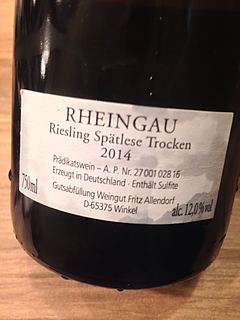 RHEINGAU
Riesling Spätlese Trocken
2014
Prädikatswein – A. P. Nr. 27 001 028 16
Erzeugt in Deutschland · Enthält Sulfite
Gutsabfüllung Weingut Fritz Allendorf
D-65375 Winkel
750ml
alc. 12,0 % vol